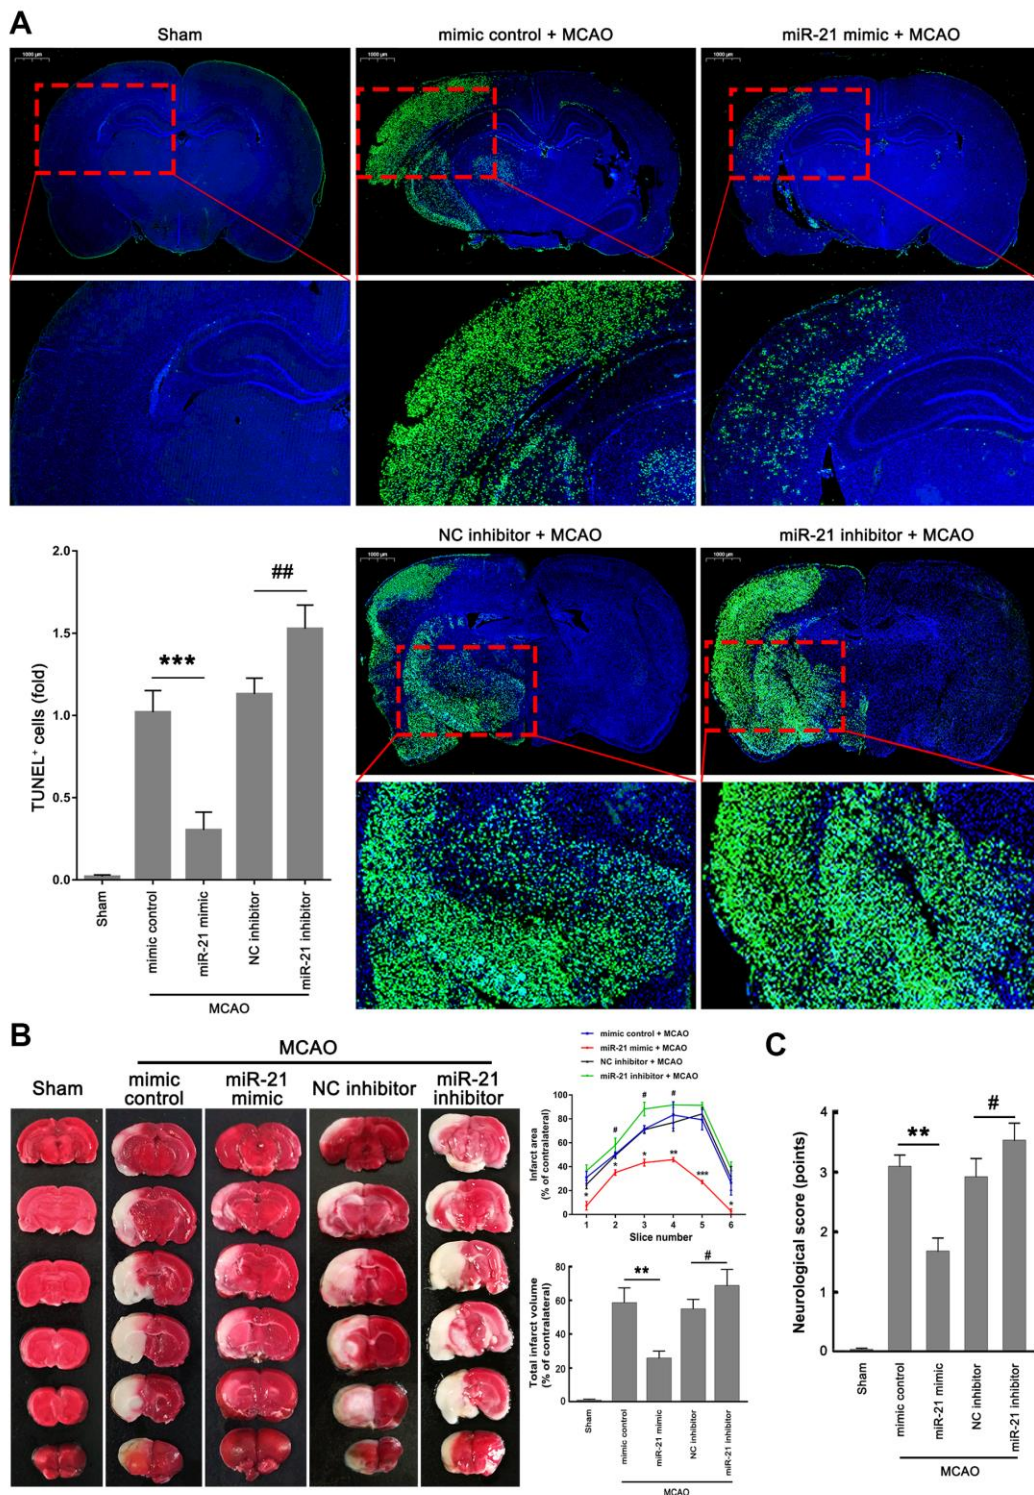 A
Sham
mimic control + MCAO
miR-21 mimic + MCAO
1000 μm
1000 μm
1000 μm
NC inhibitor + MCAO
miR-21 inhibitor + MCAO
1000 μm
1000 μm
TUNEL⁺ cells (fold)
2.0
1.5
1.0
0.5
0.0
***
##
Sham
mimic control
miR-21 mimic
NC inhibitor
miR-21 inhibitor
MCAO
B
MCAO
Sham
mimic control
miR-21 mimic
NC inhibitor
miR-21 inhibitor
mimic control + MCAO
miR-21 mimic + MCAO
NC inhibitor + MCAO
miR-21 inhibitor + MCAO
Infarct area
(% of contralateral)
100
80
60
40
20
0
# # #
* * * ** *** *
1 2 3 4 5 6
Slice number
Total infarct volume
(% of contralateral)
80
60
40
20
0
**
#
Sham
mimic control
miR-21 mimic
NC inhibitor
miR-21 inhibitor
MCAO
C
Neurological score (points)
4
3
2
1
0
**
#
Sham
mimic control
miR-21 mimic
NC inhibitor
miR-21 inhibitor
MCAO